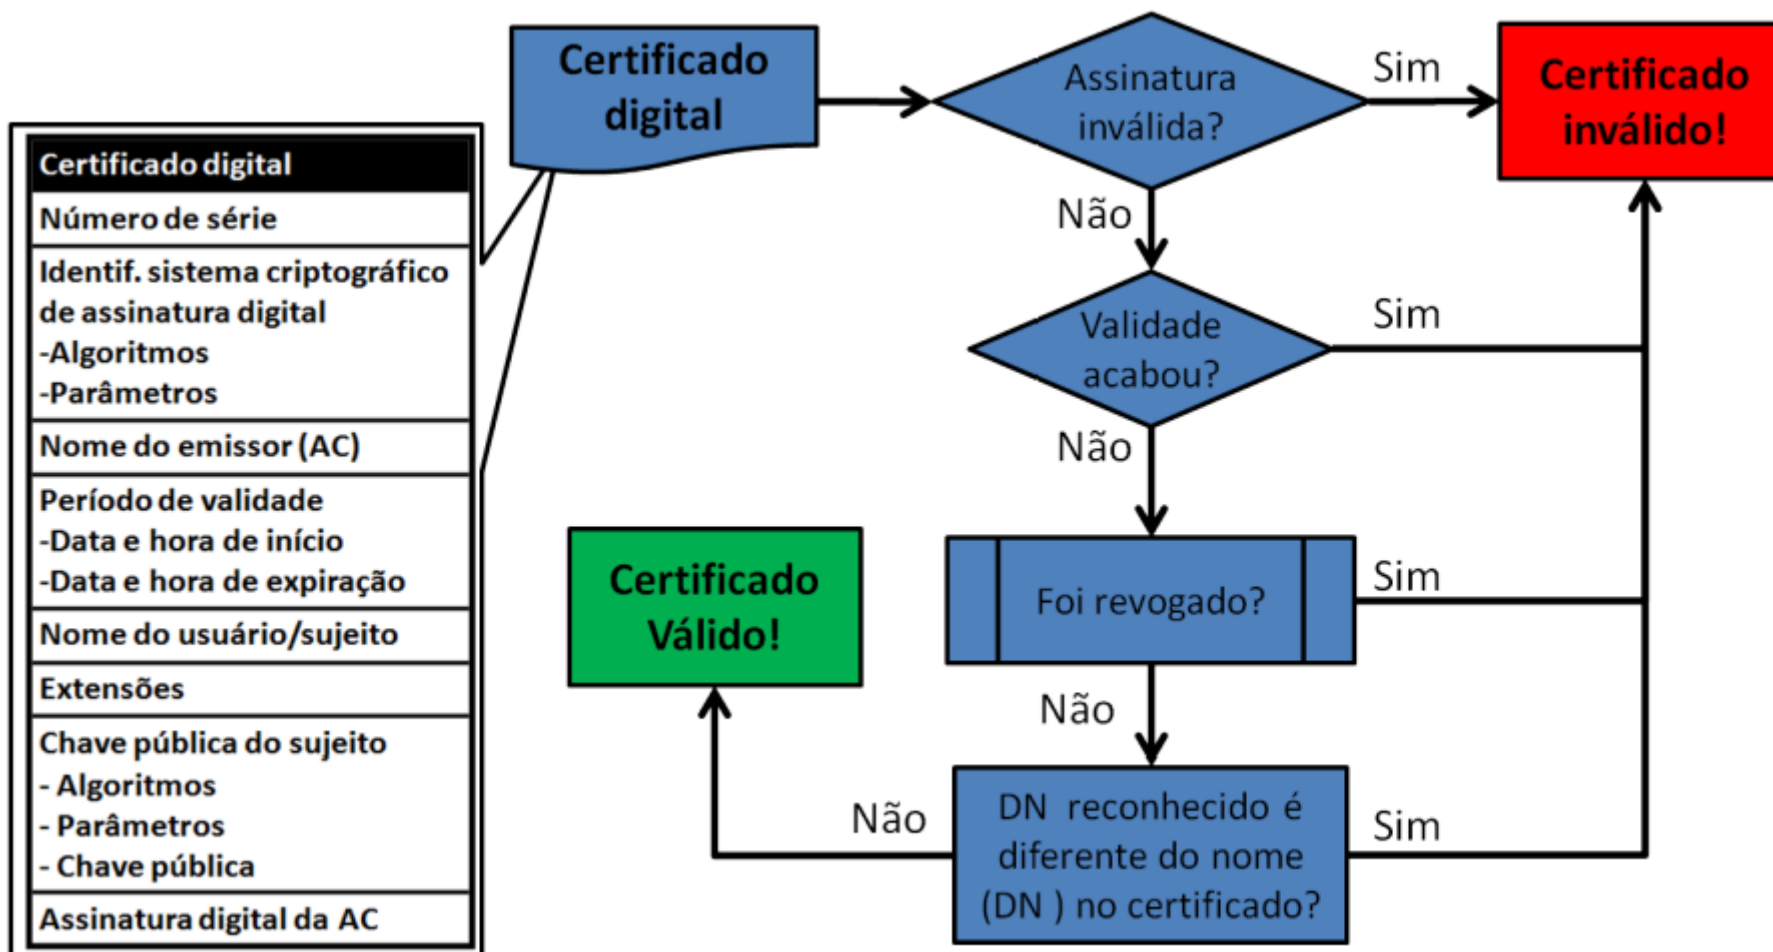 Certificado digital
Número de série
Identif. sistema criptográfico
de assinatura digital
-Algoritmos
-Parâmetros
Nome do emissor (AC)
Período de validade
-Data e hora de início
-Data e hora de expiração
Nome do usuário/sujeito
Extensões
Chave pública do sujeito
- Algoritmos
- Parâmetros
- Chave pública
Assinatura digital da AC
Certificado
digital
Assinatura
inválida?
Sim
Certificado
inválido!
Não
Validade
acabou?
Sim
Não
Foi revogado?
Sim
Não
DN reconhecido é
diferente do nome
(DN ) no certificado?
Sim
Não
Certificado
Válido!